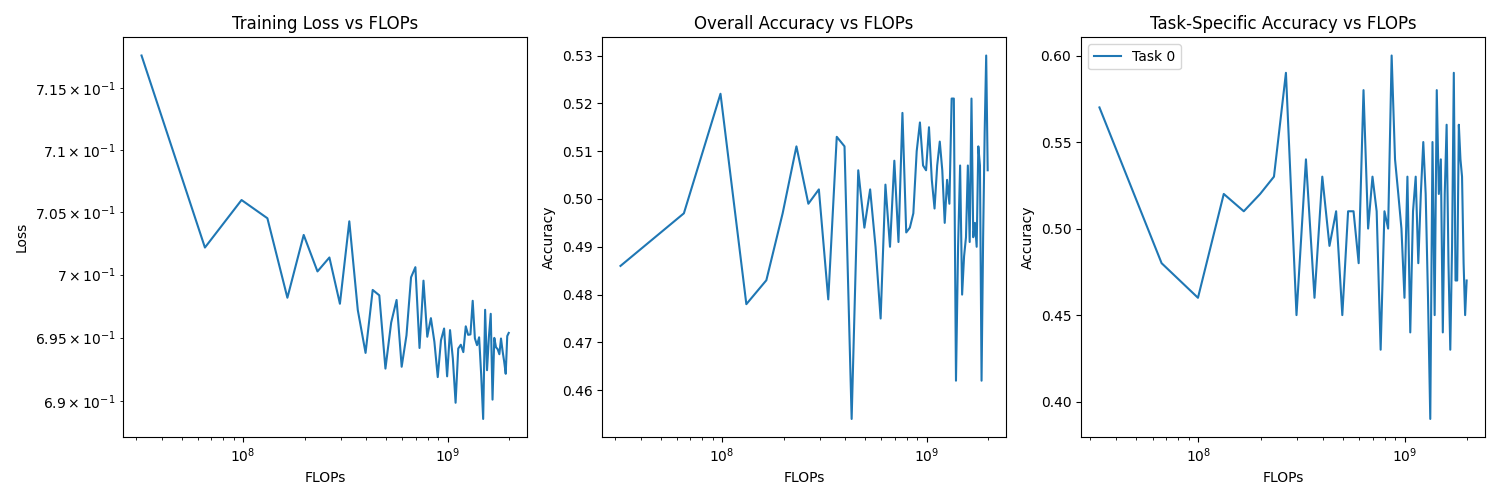 Training Loss vs FLOPs
Overall Accuracy vs FLOPs
Task-Specific Accuracy vs FLOPs
Loss
7.15 × 10⁻¹
7.1 × 10⁻¹
7.05 × 10⁻¹
7 × 10⁻¹
6.95 × 10⁻¹
6.9 × 10⁻¹
10⁸
10⁹
FLOPs
Accuracy
0.53
0.52
0.51
0.50
0.49
0.48
0.47
0.46
10⁸
10⁹
FLOPs
Accuracy
Task 0
0.60
0.55
0.50
0.45
0.40
10⁸
10⁹
FLOPs